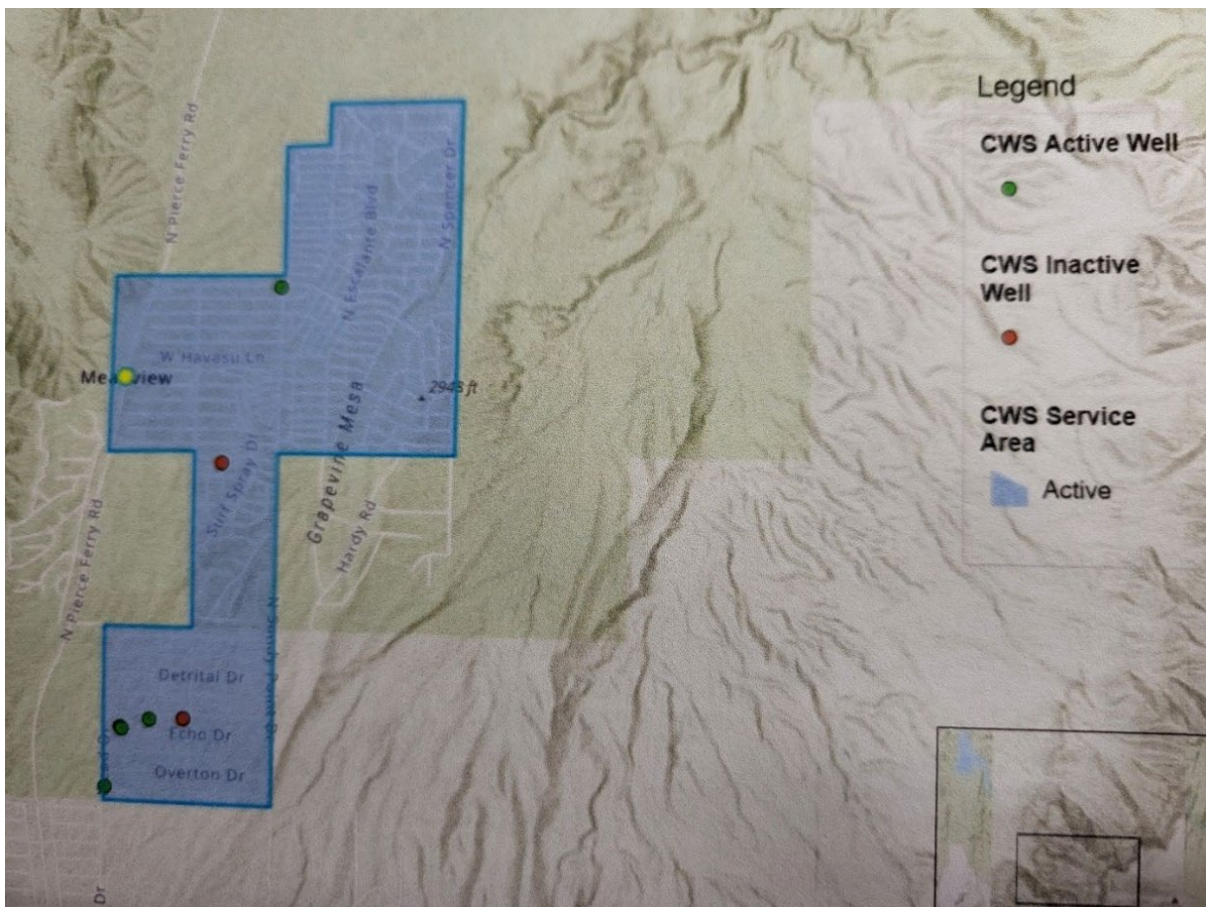 Legend
CWS Active Well
CWS Inactive
Well
CWS Service
Area
Active
N Pierce Ferry Rd
N Spencer Dr
N Escalante Blvd
W Havasu Ln
Meadview
2943 ft
Grapevine Mesa
Surf Spray Dr
Hardy Rd
N Pierce Ferry Rd
Detrital Dr
Echo Dr
Overton Dr
Dr